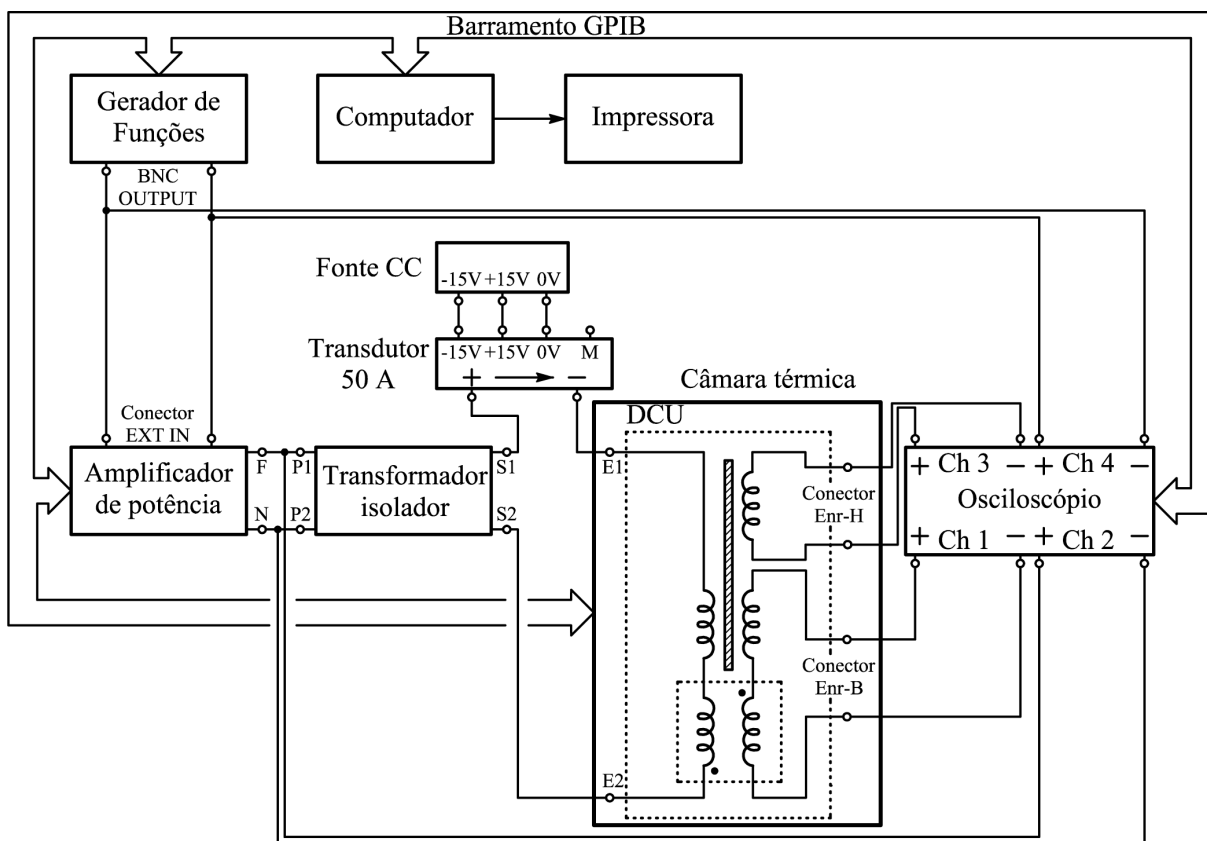 Barramento GPIB
Gerador de
Funções
Computador
Impressora
BNC
OUTPUT
Fonte CC
-15V +15V 0V
Transdutor
50 A
-15V +15V 0V M
+ −
Câmara térmica
DCU
Conector
EXT IN
Amplificador
de potência
F
N
P1
P2
Transformador
isolador
S1
S2
E1
E2
Conector
Enr-H
Conector
Enr-B
+ Ch 3 − + Ch 4 −
Osciloscópio
+ Ch 1 − + Ch 2 −